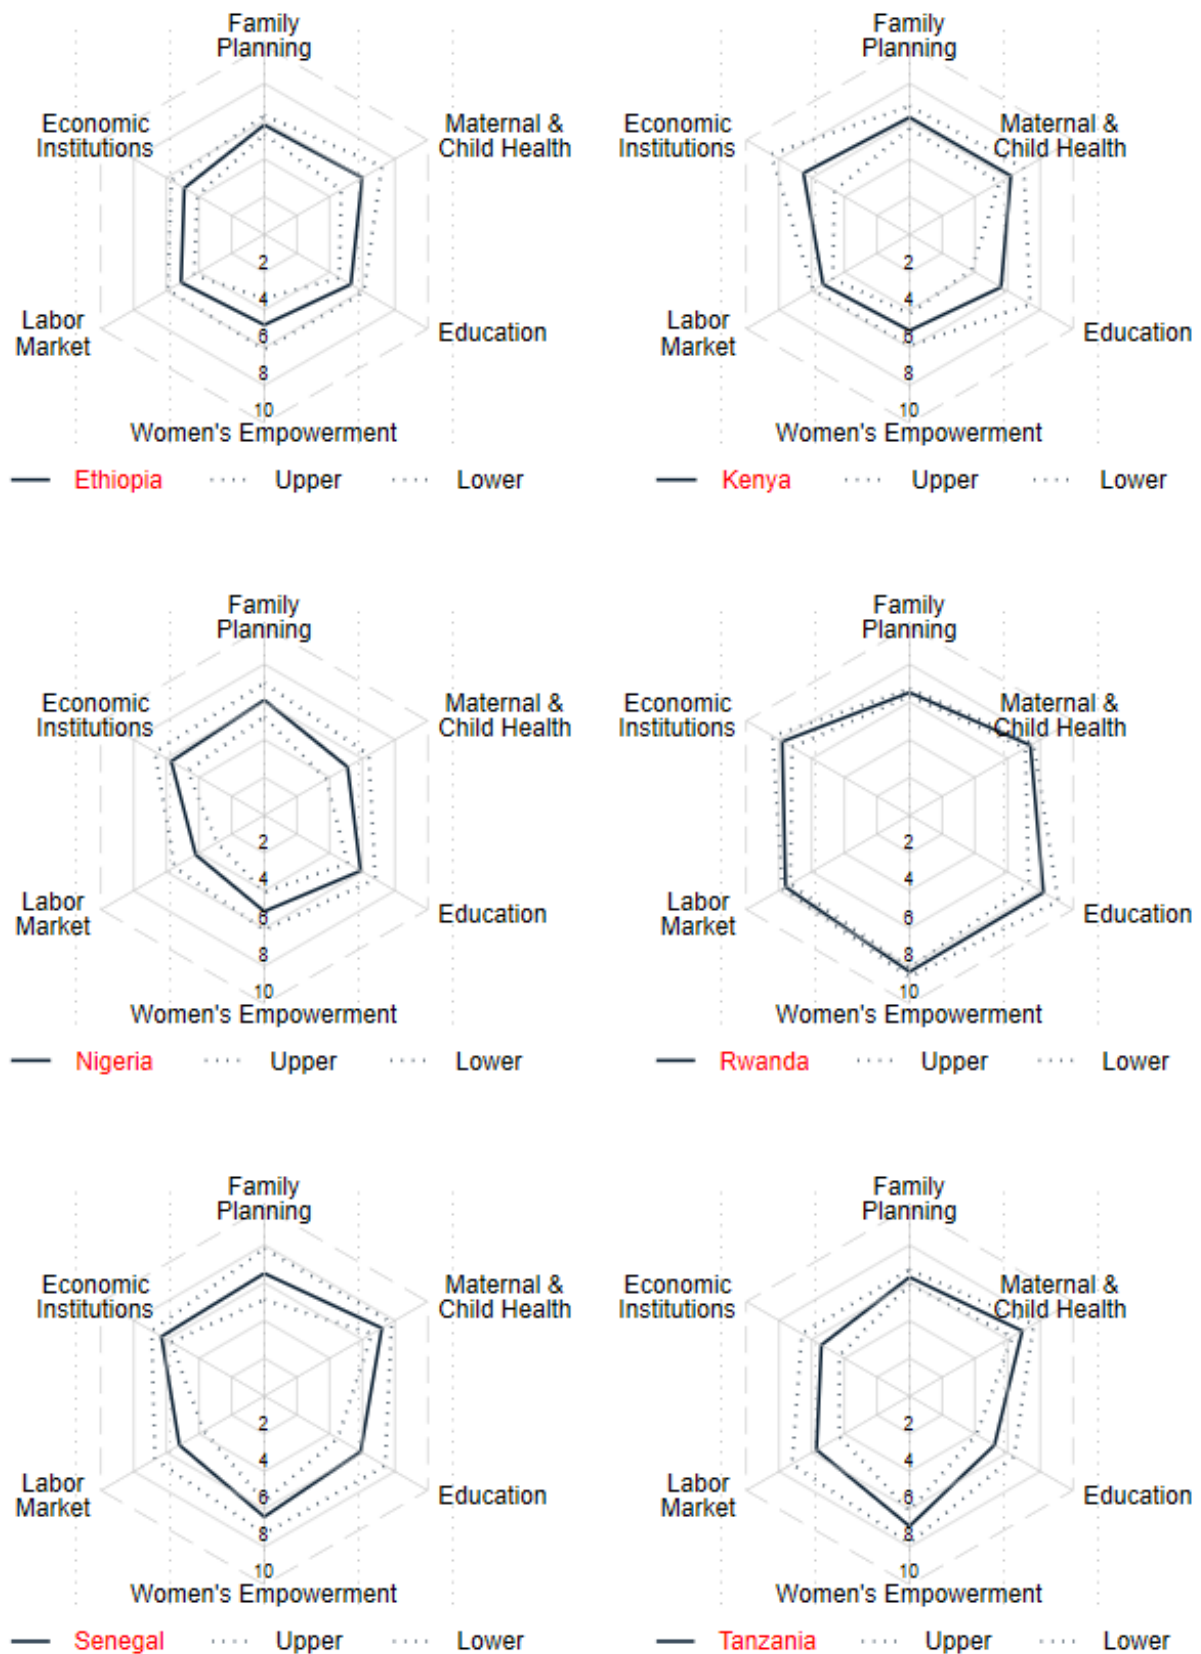 Family
Planning
Economic
Institutions
Maternal &
Child Health
2
4
6
8
10
Labor
Market
Education
Women's Empowerment
Ethiopia Upper Lower
Family
Planning
Economic
Institutions
Maternal &
Child Health
2
4
6
8
10
Labor
Market
Education
Women's Empowerment
Kenya Upper Lower
Family
Planning
Economic
Institutions
Maternal &
Child Health
2
4
6
8
10
Labor
Market
Education
Women's Empowerment
Nigeria Upper Lower
Family
Planning
Economic
Institutions
Maternal &
Child Health
2
4
6
8
10
Labor
Market
Education
Women's Empowerment
Rwanda Upper Lower
Family
Planning
Economic
Institutions
Maternal &
Child Health
2
4
6
8
10
Labor
Market
Education
Women's Empowerment
Senegal Upper Lower
Family
Planning
Economic
Institutions
Maternal &
Child Health
2
4
6
8
10
Labor
Market
Education
Women's Empowerment
Tanzania Upper Lower